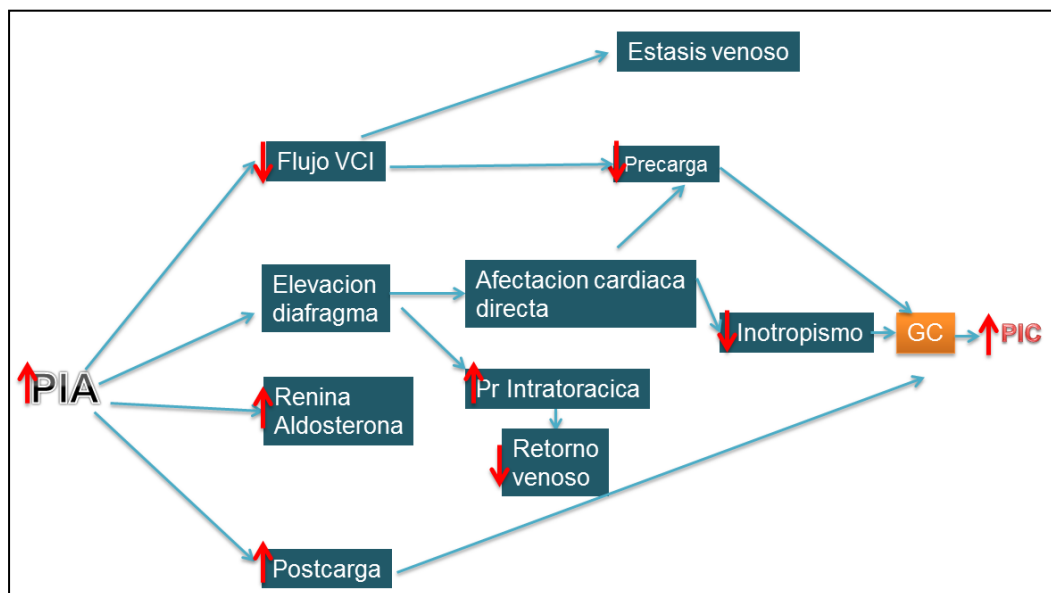 Estasis venoso
Flujo VCI
Precarga
Elevacion
diafragma
Afectacion cardiaca
directa
Inotropismo
GC
PIC
PIA
Renina
Aldosterona
Pr Intratoracica
Retorno
venoso
Postcarga